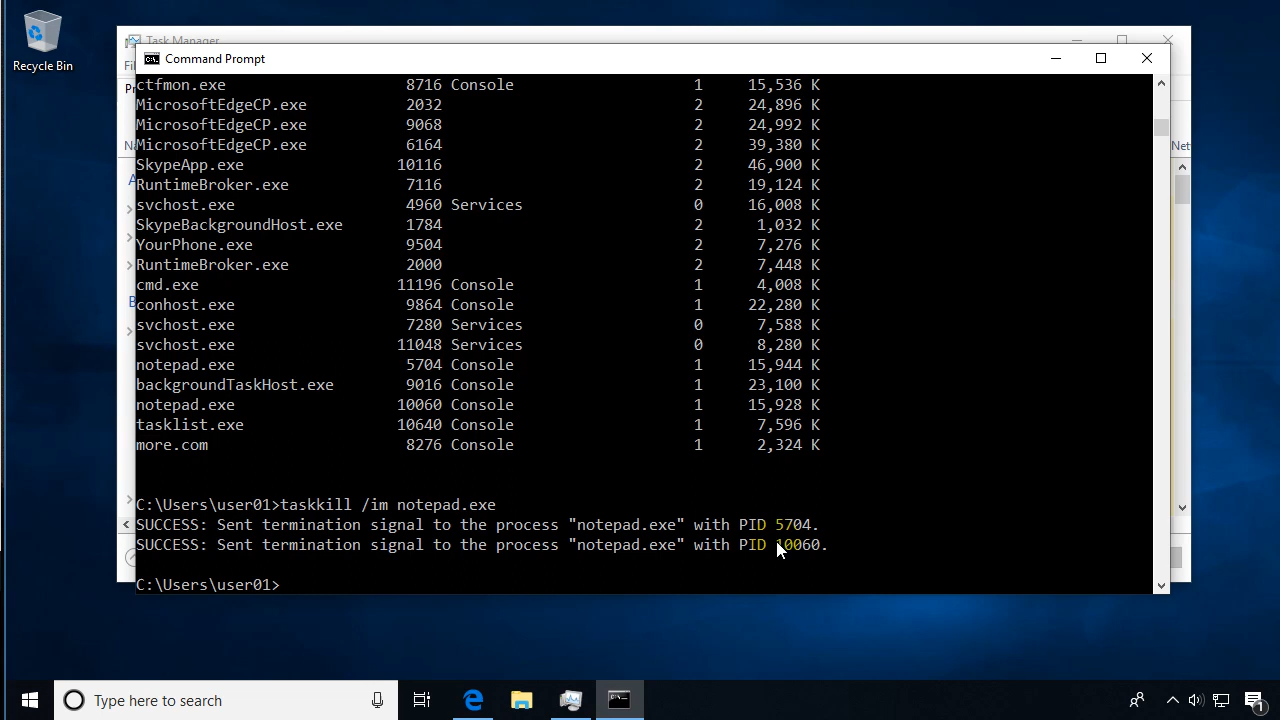 Recycle Bin
Task Manager
Command Prompt
ctfmon.exe 8716 Console 1 15,536 K
MicrosoftEdgeCP.exe 2032 2 24,896 K
MicrosoftEdgeCP.exe 9068 2 24,992 K
MicrosoftEdgeCP.exe 6164 2 39,380 K
SkypeApp.exe 10116 2 46,900 K
RuntimeBroker.exe 7116 2 19,124 K
svchost.exe 4960 Services 0 16,008 K
SkypeBackgroundHost.exe 1784 2 1,032 K
YourPhone.exe 9504 2 7,276 K
RuntimeBroker.exe 2000 2 7,448 K
cmd.exe 11196 Console 1 4,008 K
conhost.exe 9864 Console 1 22,280 K
svchost.exe 7280 Services 0 7,588 K
svchost.exe 11048 Services 0 8,280 K
notepad.exe 5704 Console 1 15,944 K
backgroundTaskHost.exe 9016 Console 1 23,100 K
notepad.exe 10060 Console 1 15,928 K
tasklist.exe 10640 Console 1 7,596 K
more.com 8276 Console 1 2,324 K
C:\Users\user01>taskkill /im notepad.exe
SUCCESS: Sent termination signal to the process "notepad.exe" with PID 5704.
SUCCESS: Sent termination signal to the process "notepad.exe" with PID 10060.
C:\Users\user01>
Type here to search
1